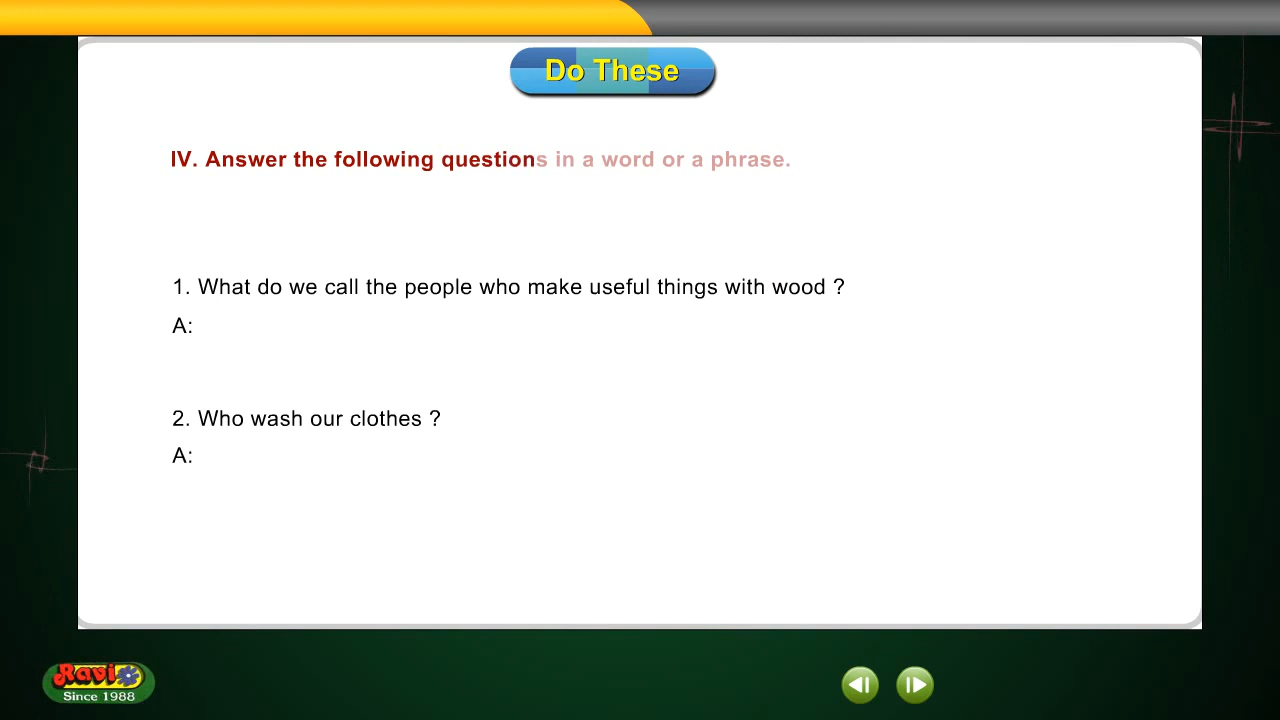 Do These
IV. Answer the following questions in a word or a phrase.
1. What do we call the people who make useful things with wood ?
A:
2. Who wash our clothes ?
A:
Ravi
Since 1988